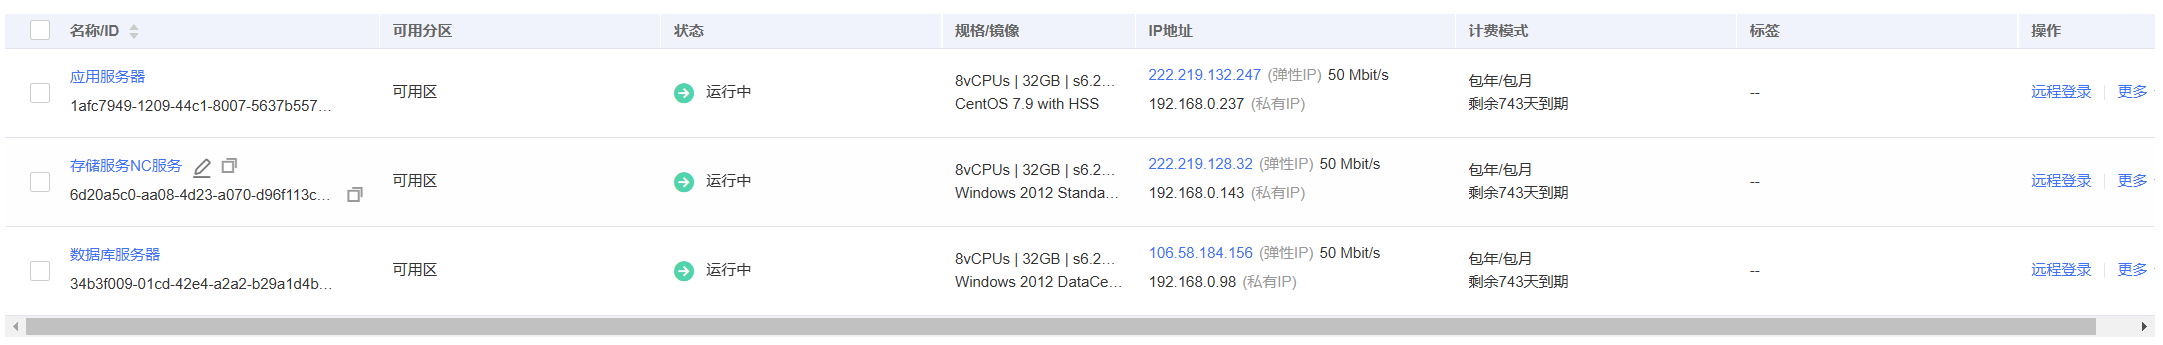 名称/ID 可用分区 状态 规格/镜像 IP地址 计费模式 标签 操作
应用服务器 可用区 运行中 8vCPUs | 32GB | s6.2… 222.219.132.247 (弹性IP) 50 Mbit/s 包年/包月 -- 远程登录 更多
1afc7949-1209-44c1-8007-5637b557… CentOS 7.9 with HSS 192.168.0.237 (私有IP) 剩余743天到期
存储服务NC服务 可用区 运行中 8vCPUs | 32GB | s6.2… 222.219.128.32 (弹性IP) 50 Mbit/s 包年/包月 -- 远程登录 更多
6d20a5c0-aa08-4d23-a070-d96f113c… Windows 2012 Standa… 192.168.0.143 (私有IP) 剩余743天到期
数据库服务器 可用区 运行中 8vCPUs | 32GB | s6.2… 106.58.184.156 (弹性IP) 50 Mbit/s 包年/包月 -- 远程登录 更多
34b3f009-01cd-42e4-a2a2-b29a1d4b… Windows 2012 DataCe… 192.168.0.98 (私有IP) 剩余743天到期